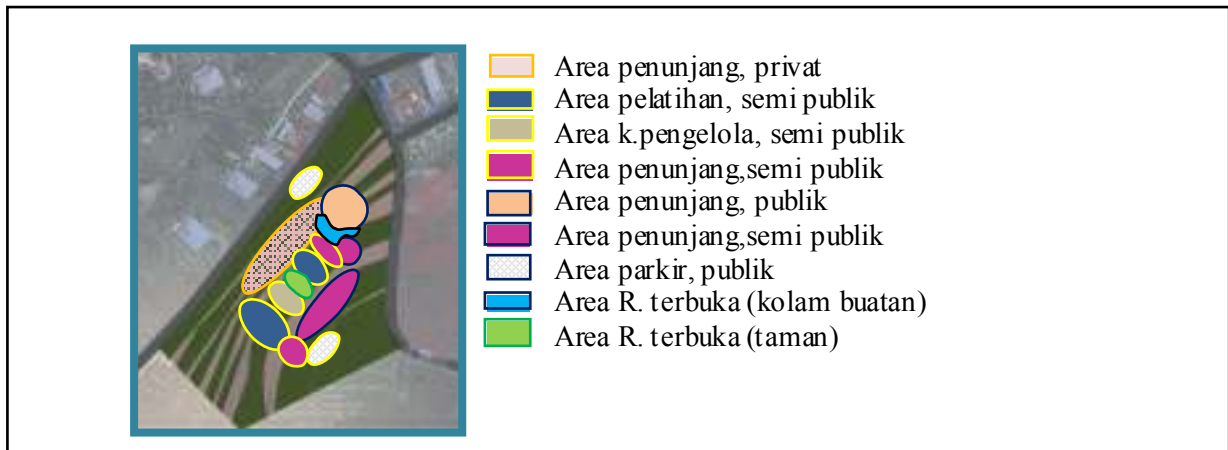 Area penunjang, privat
Area pelatihan, semi publik
Area k.pengelola, semi publik
Area penunjang,semi publik
Area penunjang, publik
Area penunjang,semi publik
Area parkir, publik
Area R. terbuka (kolam buatan)
Area R. terbuka (taman)